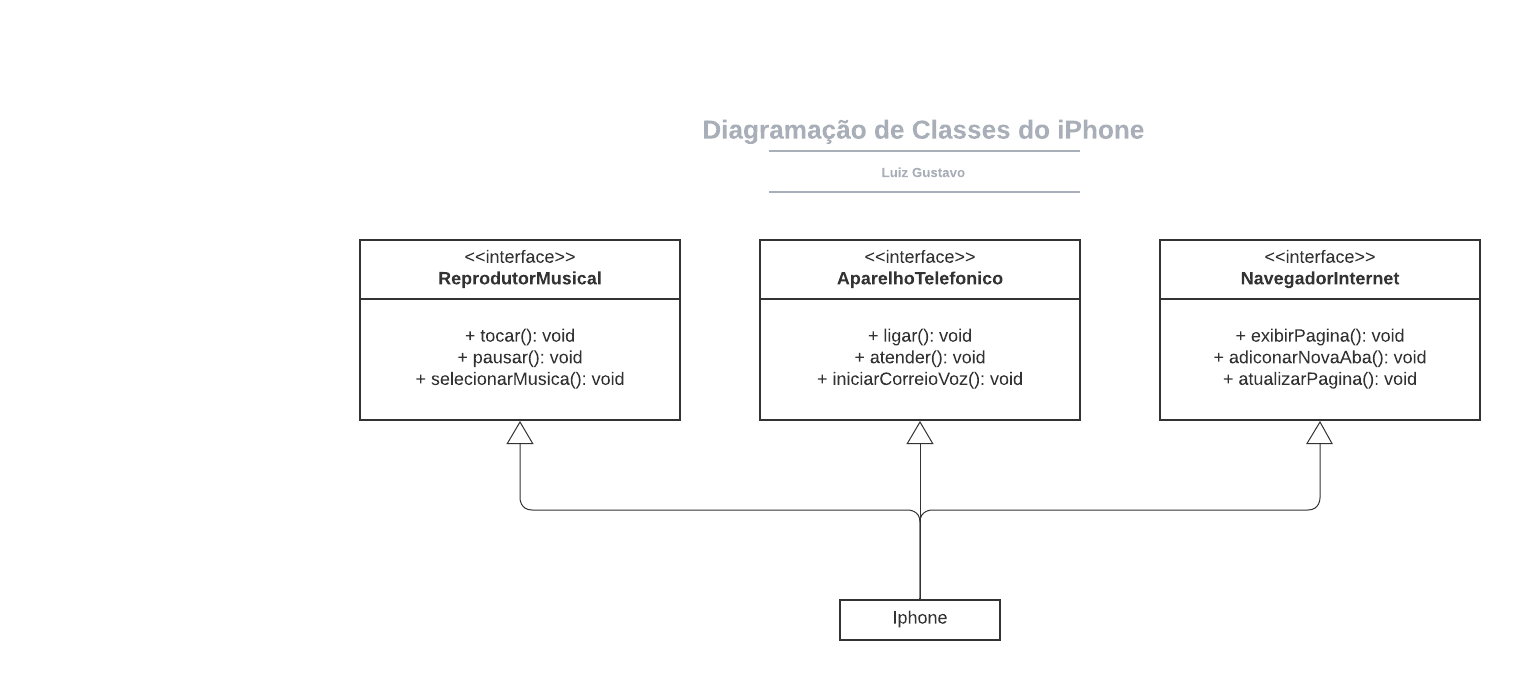 Diagramação de Classes do iPhone
Luiz Gustavo
<<interface>>
ReprodutorMusical
+ tocar(): void
+ pausar(): void
+ selecionarMusica(): void
<<interface>>
AparelhoTelefonico
+ ligar(): void
+ atender(): void
+ iniciarCorreioVoz(): void
<<interface>>
NavegadorInternet
+ exibirPagina(): void
+ adiconarNovaAba(): void
+ atualizarPagina(): void
Iphone